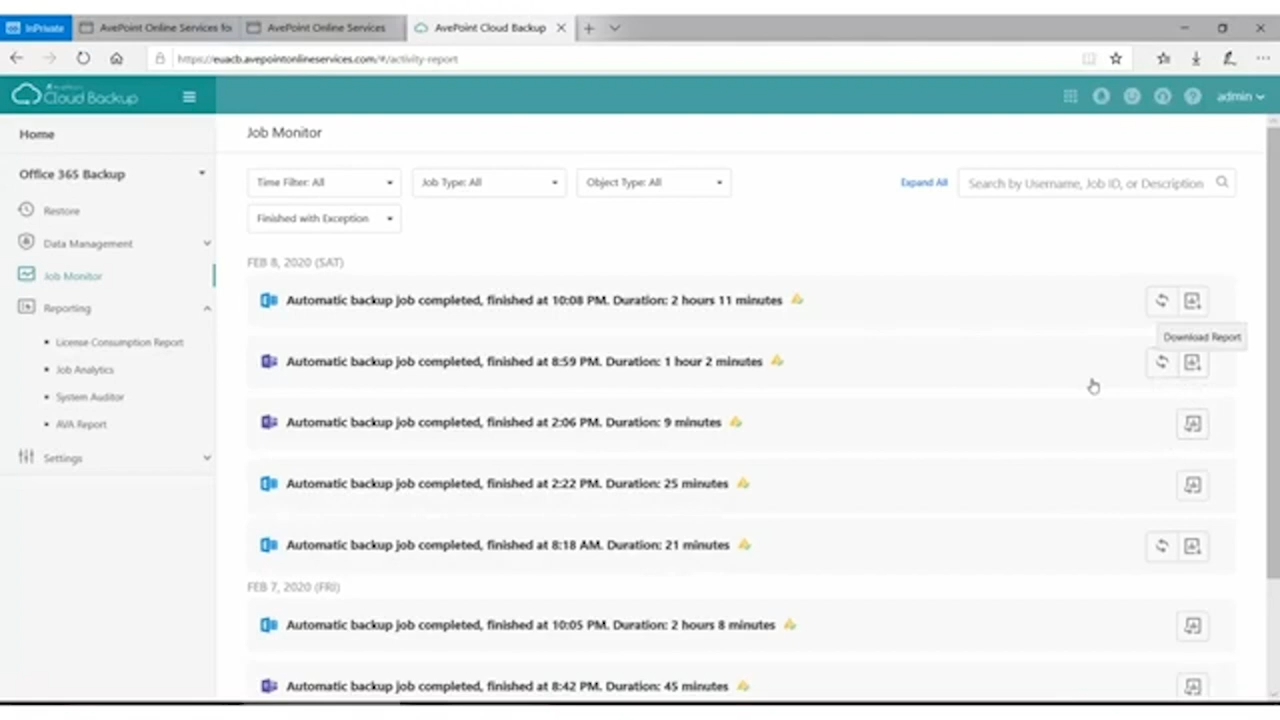 InPrivate
AvePoint Online Services fo
AvePoint Online Services
AvePoint Cloud Backup
https://euacb.avepointonlineservices.com/#/activity-report
AvePoint
Cloud Backup
admin
Home
Job Monitor
Office 365 Backup
Time Filter: All
Job Type: All
Object Type: All
Expand All
Search by Username, Job ID, or Description
Restore
Finished with Exception
Data Management
FEB 8, 2020 (SAT)
Job Monitor
Automatic backup job completed, finished at 10:08 PM. Duration: 2 hours 11 minutes
Reporting
Download Report
License Consumption Report
Automatic backup job completed, finished at 8:59 PM. Duration: 1 hour 2 minutes
Job Analytics
System Auditor
AVA Report
Automatic backup job completed, finished at 2:06 PM. Duration: 9 minutes
Settings
Automatic backup job completed, finished at 2:22 PM. Duration: 25 minutes
Automatic backup job completed, finished at 8:18 AM. Duration: 21 minutes
FEB 7, 2020 (FRI)
Automatic backup job completed, finished at 10:05 PM. Duration: 2 hours 8 minutes
Automatic backup job completed, finished at 8:42 PM. Duration: 45 minutes